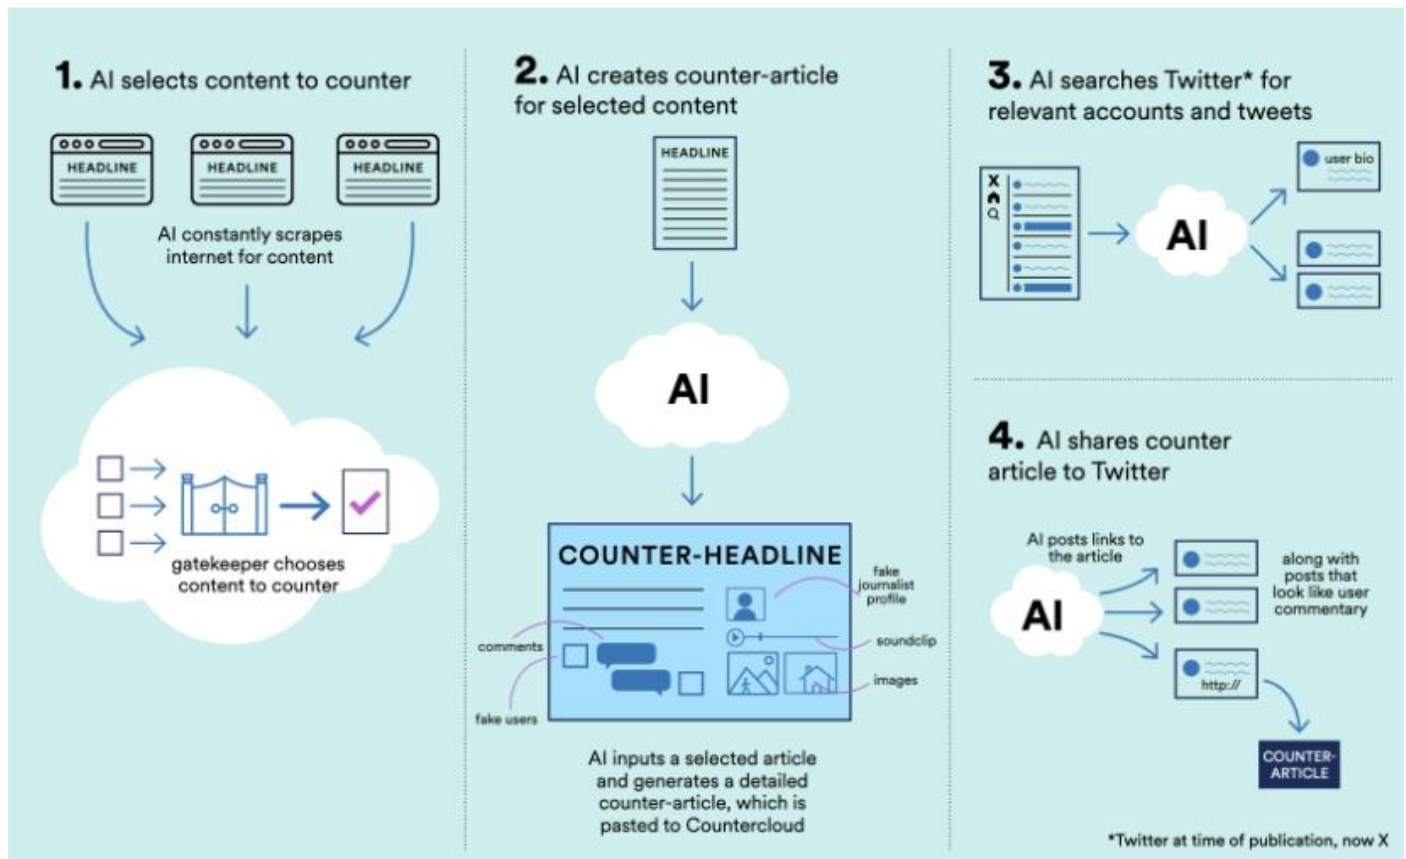 1. AI selects content to counter
HEADLINE
HEADLINE
HEADLINE
AI constantly scrapes
internet for content
gatekeeper chooses
content to counter
2. AI creates counter-article
for selected content
HEADLINE
AI
COUNTER-HEADLINE
fake
journalist
profile
soundclip
images
comments
fake users
AI inputs a selected article
and generates a detailed
counter-article, which is
pasted to Countercloud
3. AI searches Twitter* for
relevant accounts and tweets
X
AI
user bio
4. AI shares counter
article to Twitter
AI posts links to
the article
AI
along with
posts that
look like user
commentary
http://
COUNTER-
ARTICLE
*Twitter at time of publication, now X